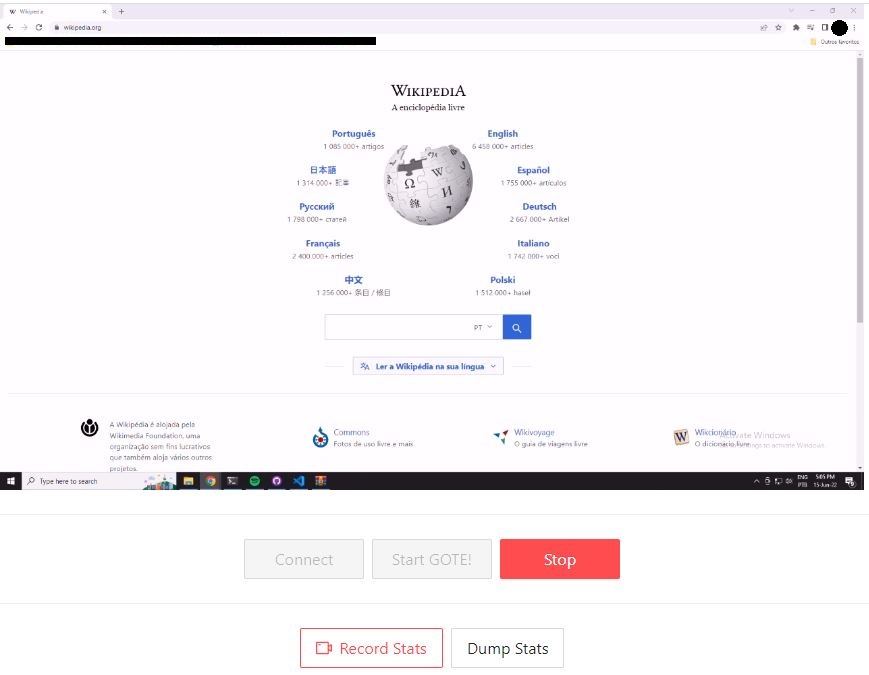 Wikipedia
wikipedia.org
Outros favoritos
WIKIPEDIA
A enciclopédia livre
Português
1 085 000+ artigos
English
6 458 000+ articles
日本語
1 314 000+ 記事
Español
1 755 000+ artículos
Русский
1 798 000+ статей
Deutsch
2 667 000+ Artikel
Français
2 400 000+ articles
Italiano
1 742 000+ voci
中文
1 256 000+ 条目 / 條目
Polski
1 512 000+ haseł
PT
Ler a Wikipédia na sua língua
A Wikipédia é alojada pela
Wikimedia Foundation, uma
organização sem fins lucrativos
que também aloja vários outros
projetos.
Commons
Fotos de uso livre e mais
Wikivoyage
O guia de viagens livre
Wikcionário
O dicionário livre
Activate Windows
Go to Settings to activate Windows.
Type here to search
ENG
PTB
5:05 PM
15-Jun-22
Connect
Start GOTE!
Stop
Record Stats
Dump Stats